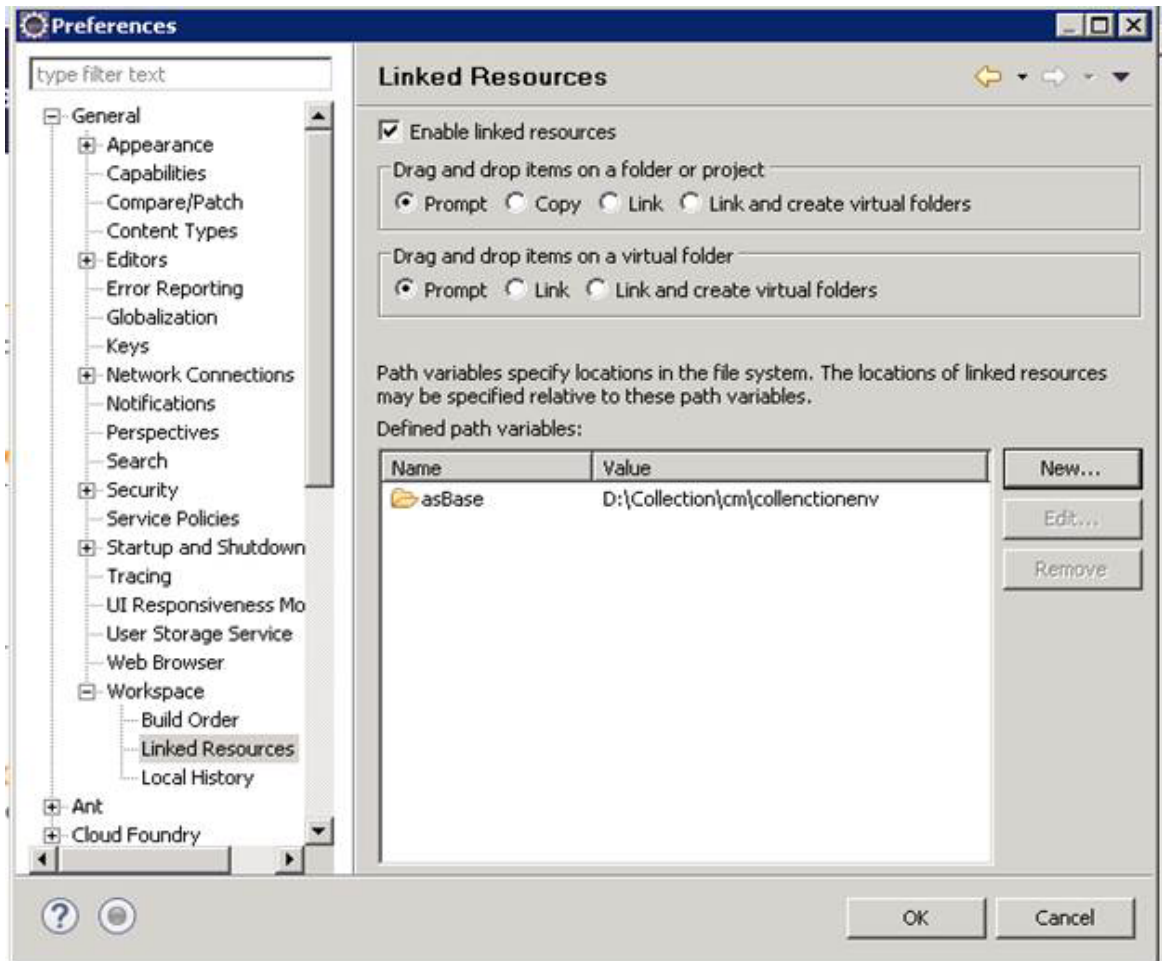 Preferences
type filter text
General
Appearance
Capabilities
Compare/Patch
Content Types
Editors
Error Reporting
Globalization
Keys
Network Connections
Notifications
Perspectives
Search
Security
Service Policies
Startup and Shutdown
Tracing
UI Responsiveness Mo
User Storage Service
Web Browser
Workspace
Build Order
Linked Resources
Local History
Ant
Cloud Foundry
Linked Resources
Enable linked resources
Drag and drop items on a folder or project
Prompt Copy Link Link and create virtual folders
Drag and drop items on a virtual folder
Prompt Link Link and create virtual folders
Path variables specify locations in the file system. The locations of linked resources
may be specified relative to these path variables.
Defined path variables:
Name Value
asBase D:\Collection\cm\collenctionenv
New...
Edit...
Remove
OK Cancel